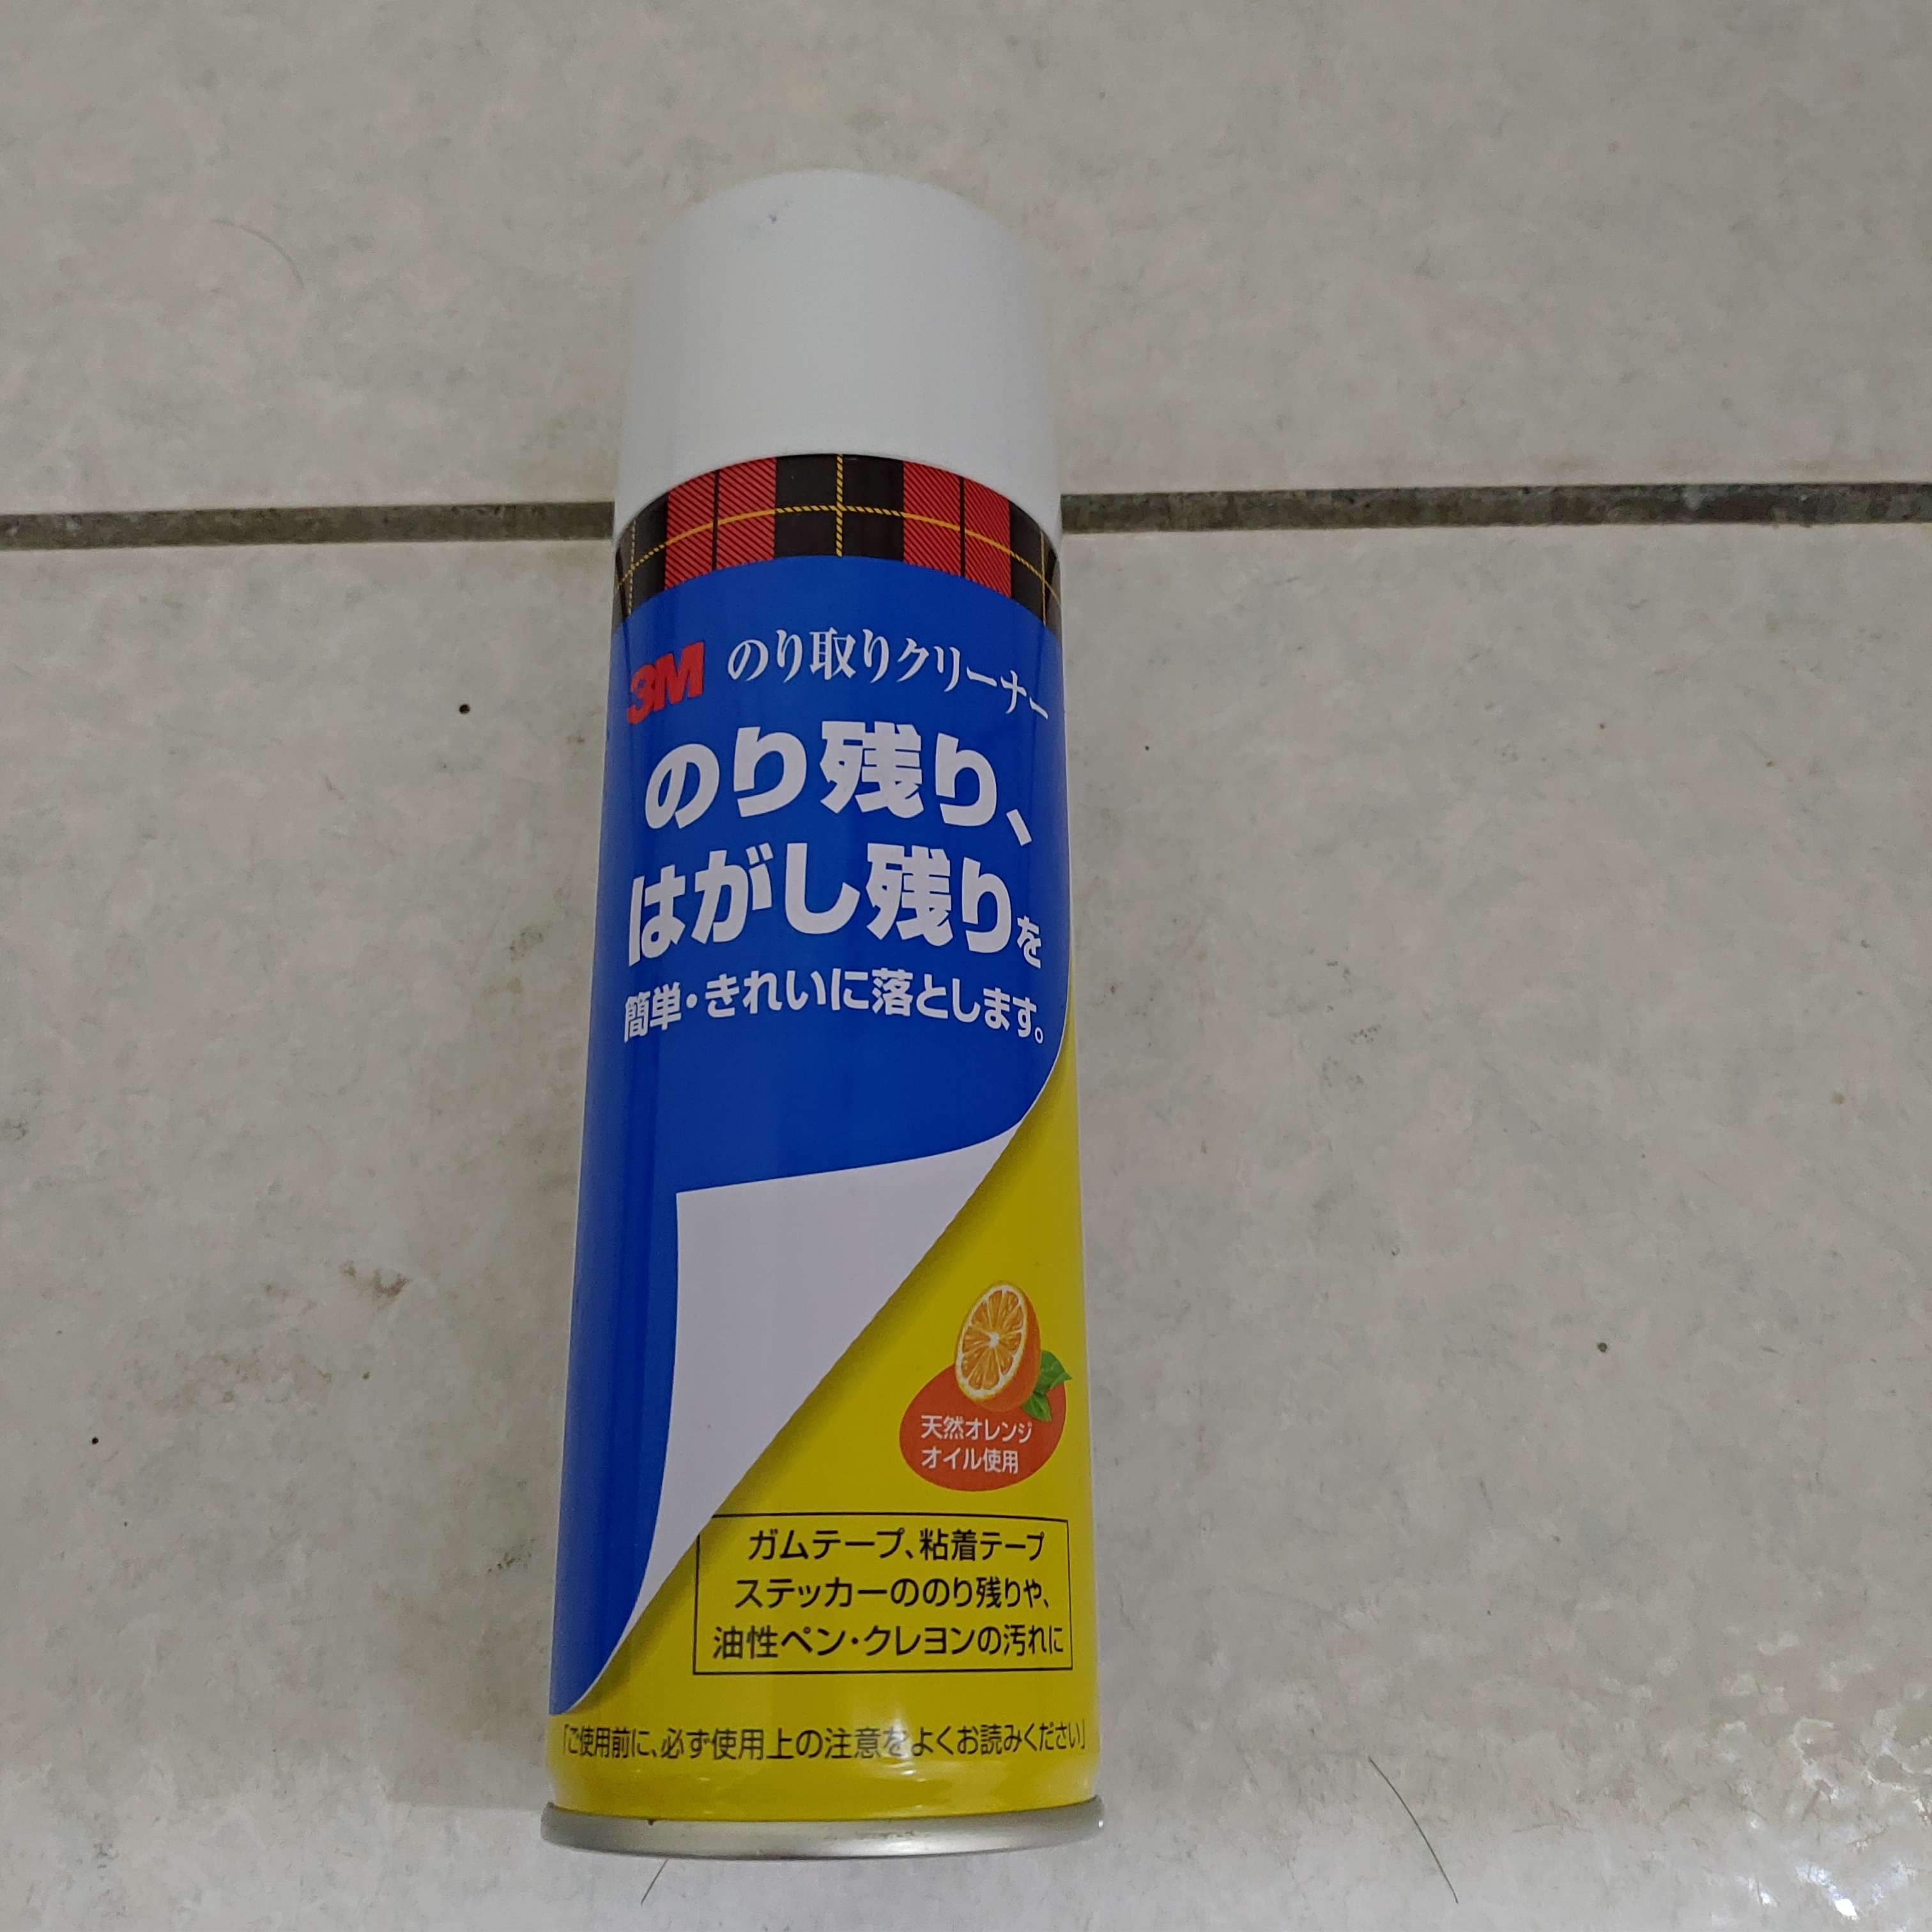 3M のり取りクリーナー
のり残り、
はがし残りを
簡単・きれいに落とします。
天然オレンジ
オイル使用
ガムテープ、粘着テープ
ステッカーののり残りや、
油性ペン・クレヨンの汚れに
「ご使用前に、必ず使用上の注意をよくお読みください」